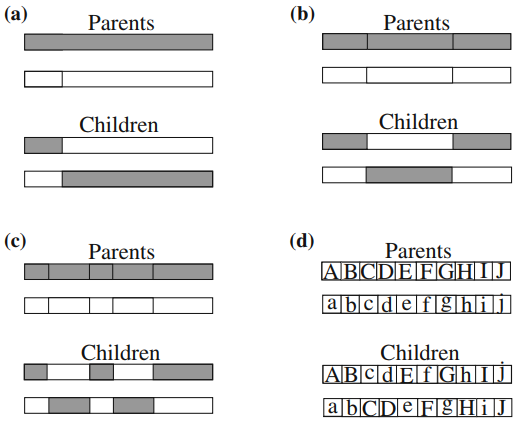 (a)
Parents
Children
(b)
Parents
Children
(c)
Parents
Children
(d)
Parents
A B C D E F G H I J
a b c d e f g h i j
Children
A B c d E f G h I j
a b C D e F g H i j